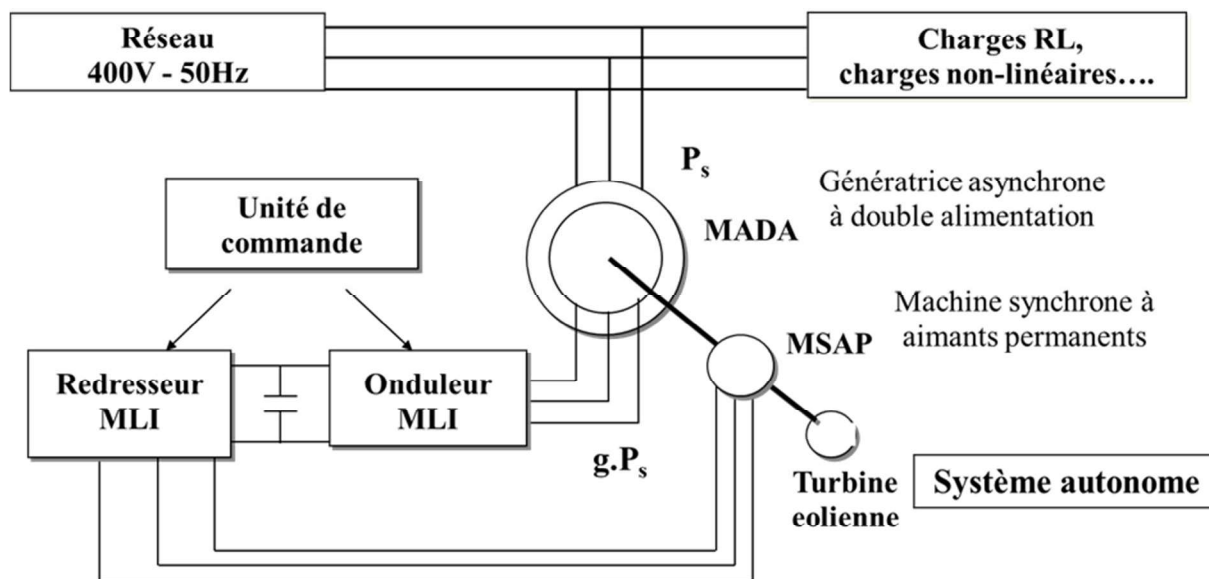 Réseau
400V - 50Hz
Charges RL,
charges non-linéaires....
Ps
Génératrice asynchrone
à double alimentation
MADA
Unité de
commande
Machine synchrone à
aimants permanents
MSAP
Redresseur
MLI
Onduleur
MLI
g.Ps
Turbine
eolienne
Système autonome